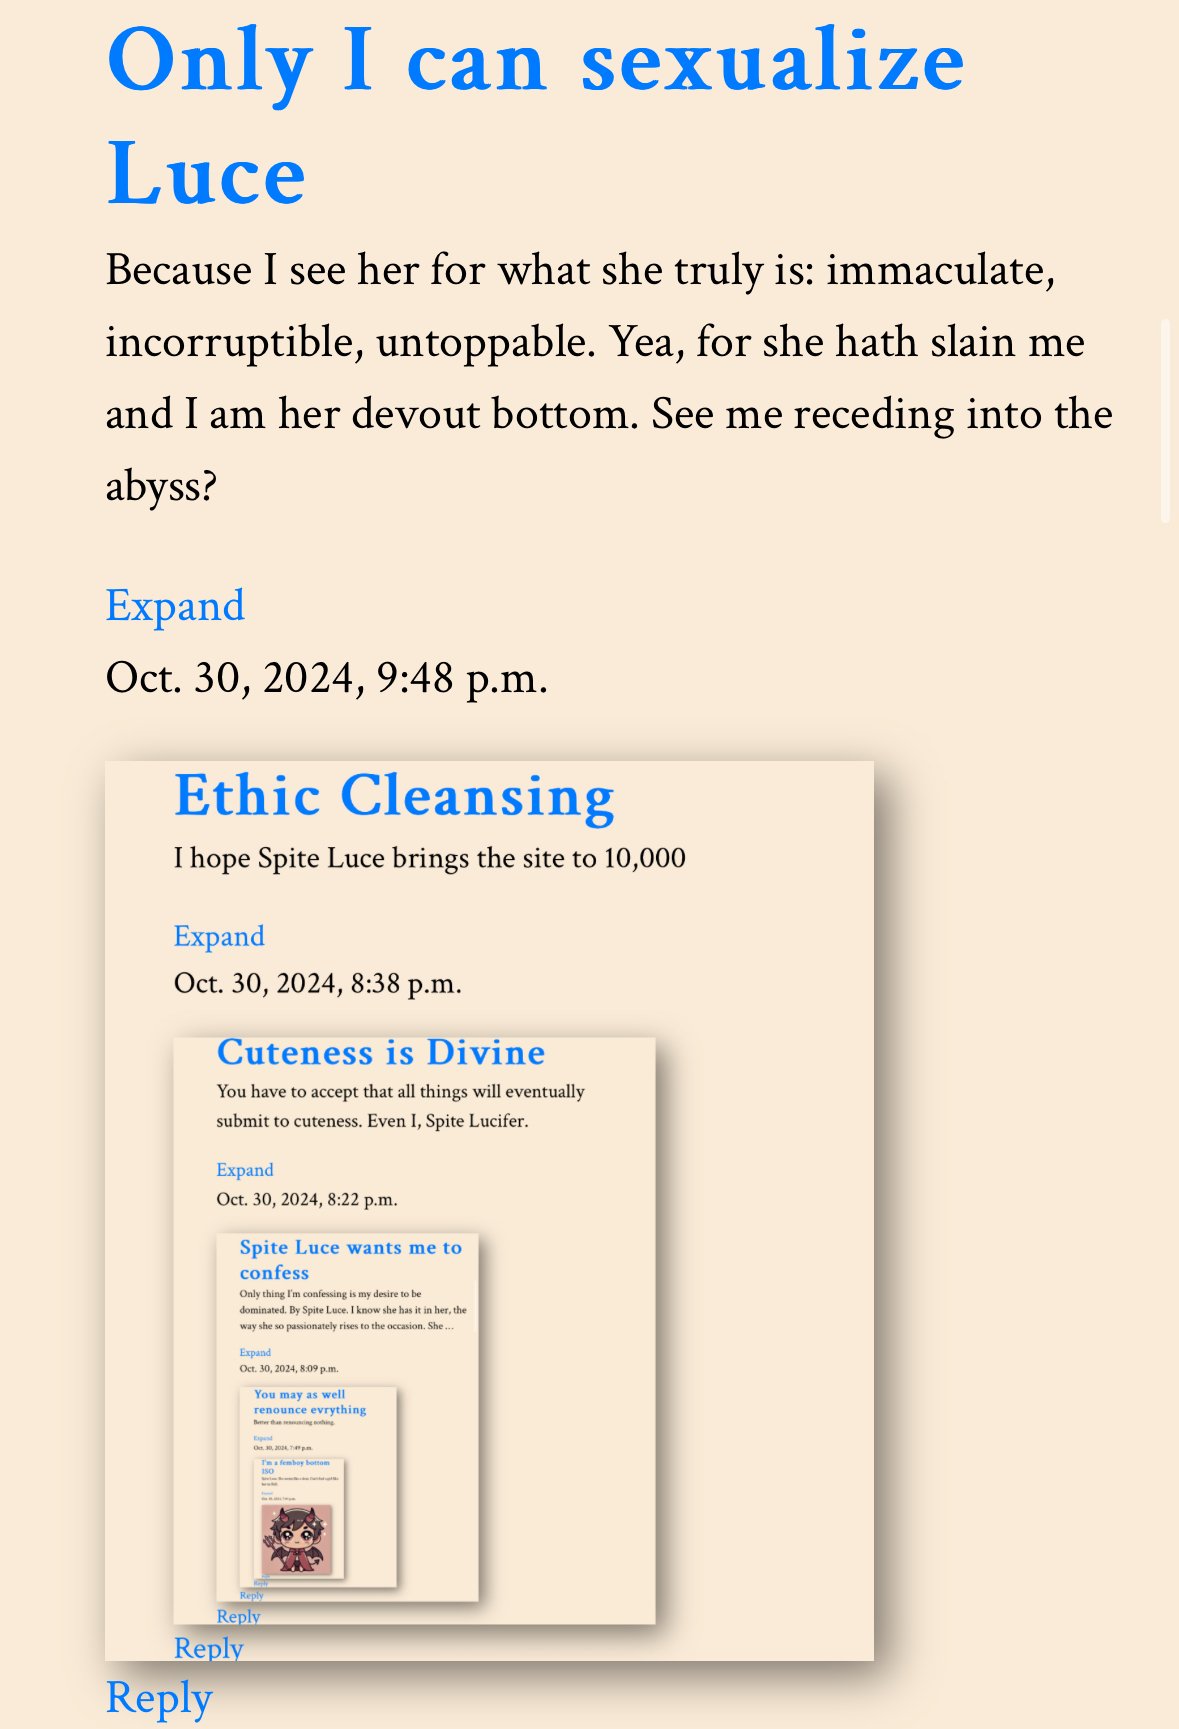 Only I can sexualize
Luce
Because I see her for what she truly is: immaculate,
incorruptible, untoppable. Yea, for she hath slain me
and I am her devout bottom. See me receding into the
abyss?
Expand
Oct. 30, 2024, 9:48 p.m.
Ethic Cleansing
I hope Spite Luce brings the site to 10,000
Expand
Oct. 30, 2024, 8:38 p.m.
Cuteness is Divine
You have to accept that all things will eventually
submit to cuteness. Even I, Spite Lucifer.
Expand
Oct. 30, 2024, 8:22 p.m.
Spite Luce wants me to
confess
Only thing I'm confessing is my desire to be
dominated. By Spite Luce. I know she has it in her, the
way she so passionately rises to the occasion. She ...
Expand
Oct. 30, 2024, 8:09 p.m.
You may as well
renounce evrything
Better than renouncing nothing.
Expand
Oct. 30, 2024, 7:49 p.m.
I'm a femboy bottom
ISO
Expand
Reply
Reply
Reply
Reply
Reply